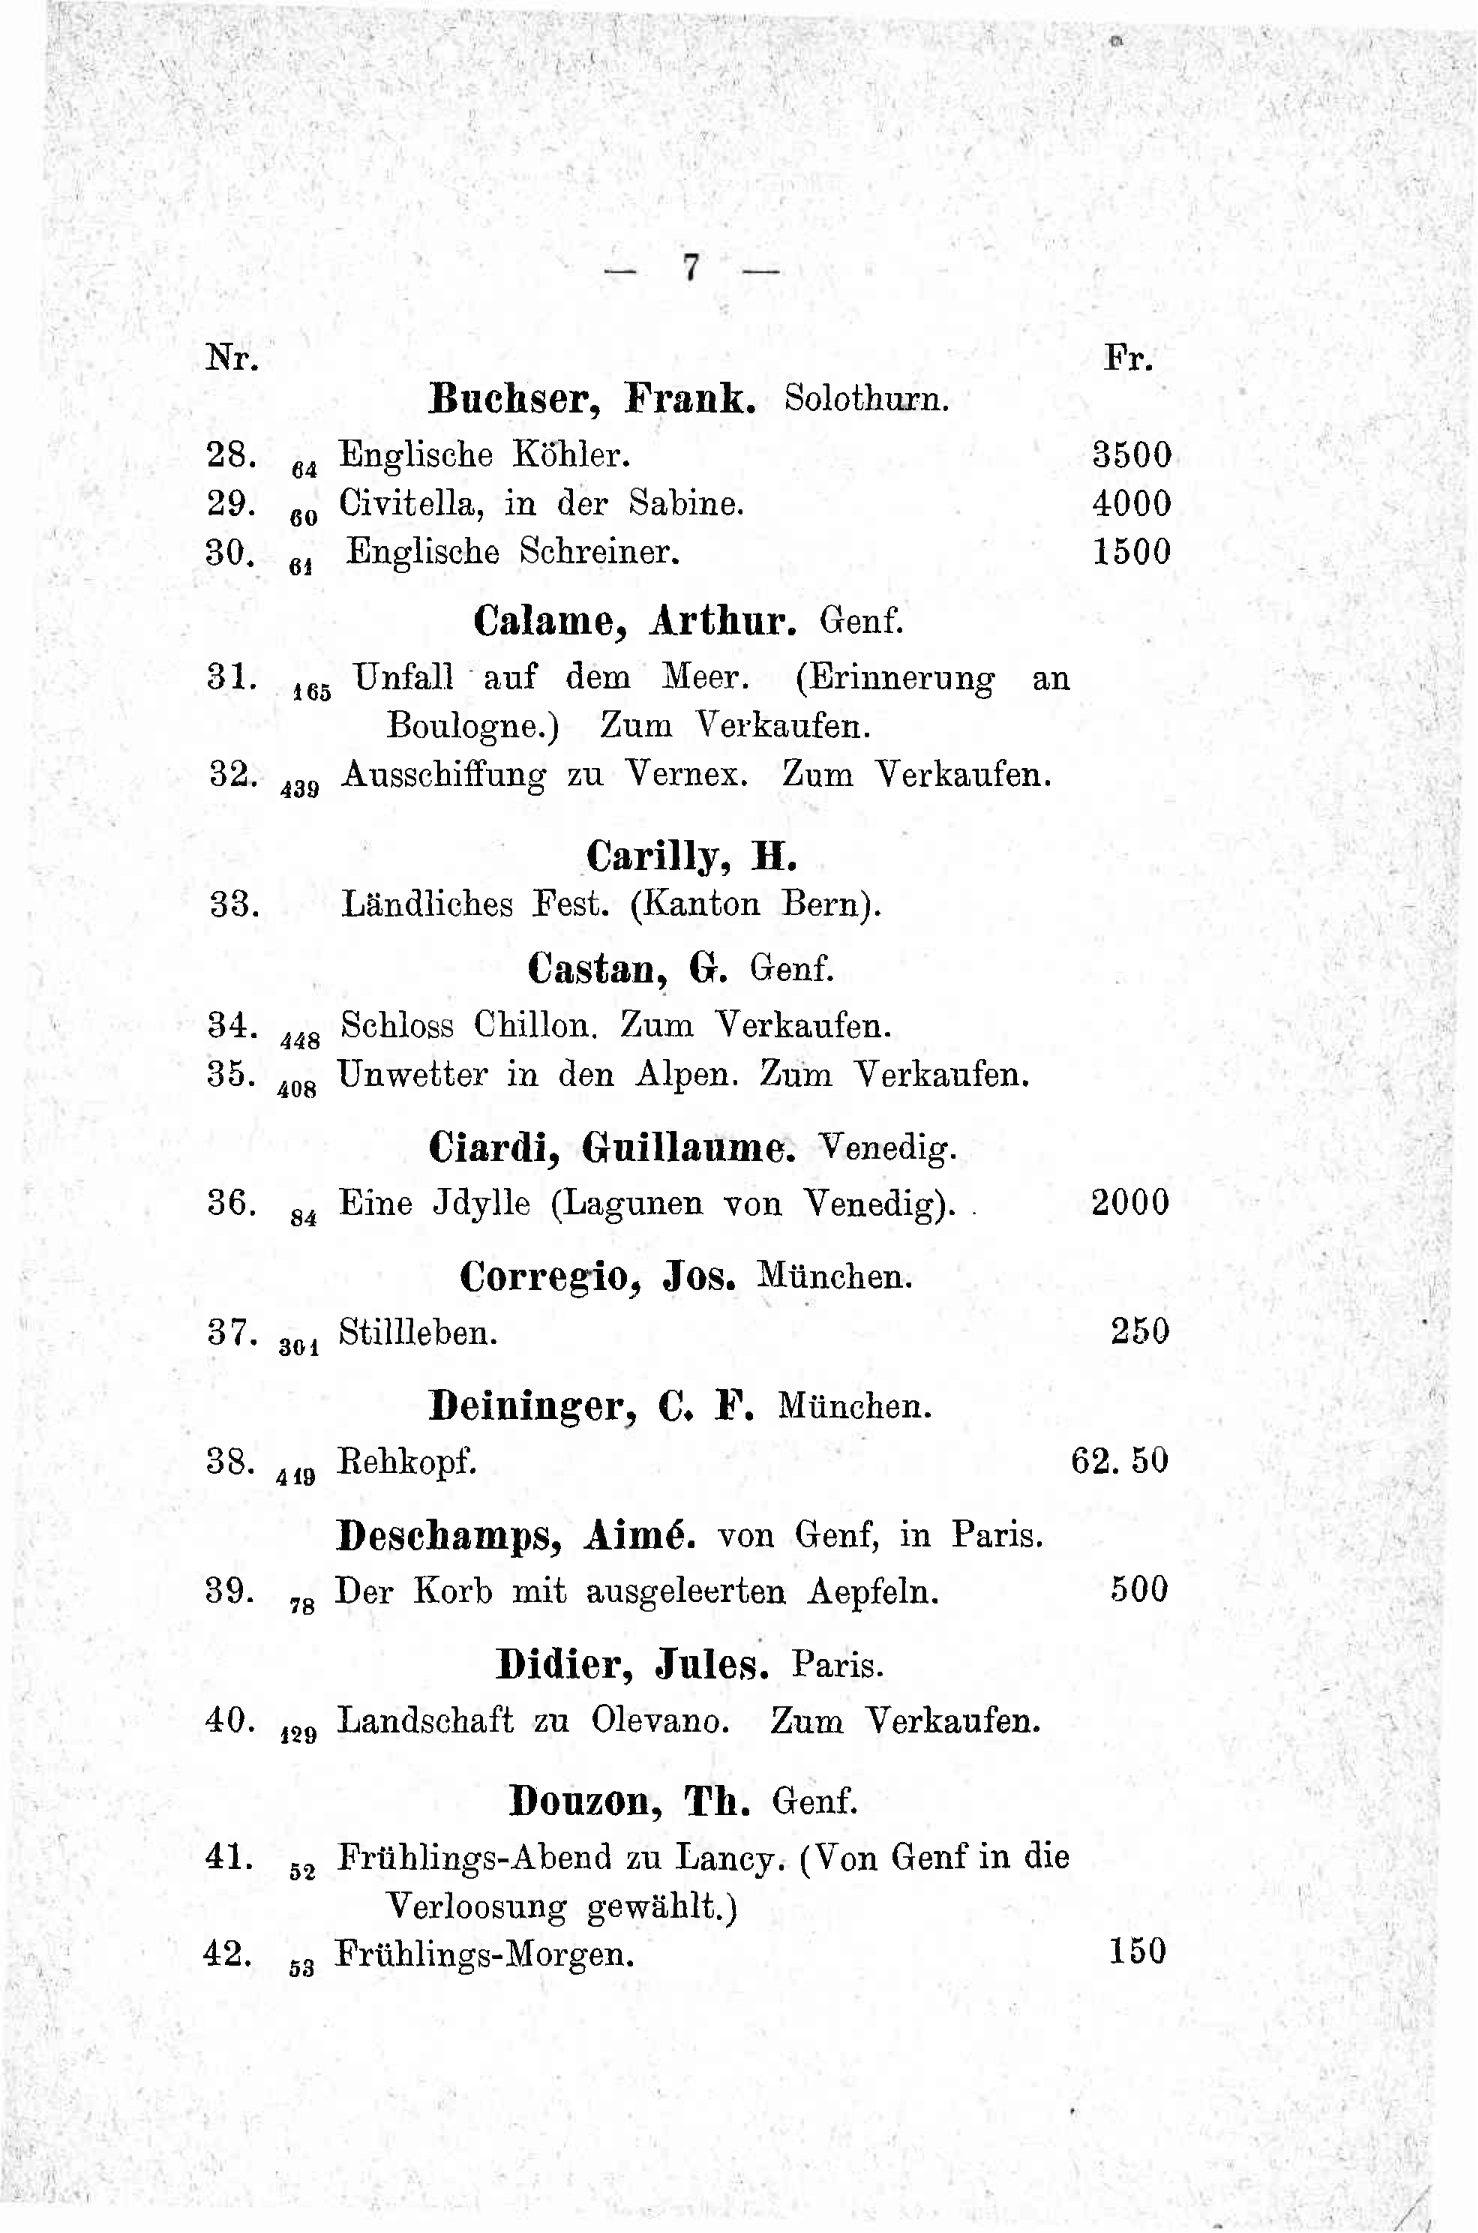 — 7 —
Nr. Fr.
Buchser, Frank. Solothurn.
28. 64 Englische Köhler. 3500
29. 60 Civitella, in der Sabine. 4000
30. 61 Englische Schreiner. 1500
Calame, Arthur. Genf.
31. 165 Unfall auf dem Meer. (Erinnerung an
Boulogne.) Zum Verkaufen.
32. 439 Ausschiffung zu Vernex. Zum Verkaufen.
Carilly, H.
33. Ländliches Fest. (Kanton Bern).
Castan, G. Genf.
34. 448 Schloss Chillon. Zum Verkaufen.
35. 408 Unwetter in den Alpen. Zum Verkaufen.
Ciardi, Guillaume. Venedig.
36. 84 Eine Jdylle (Lagunen von Venedig). 2000
Corregio, Jos. München.
37. 301 Stillleben. 250
Deininger, C. F. München.
38. 419 Rehkopf. 62. 50
Deschamps, Aimé. von Genf, in Paris.
39. 78 Der Korb mit ausgeleerten Aepfeln. 500
Didier, Jules. Paris.
40. 129 Landschaft zu Olevano. Zum Verkaufen.
Douzon, Th. Genf.
41. 52 Frühlings-Abend zu Lancy. (Von Genf in die
Verloosung gewählt.)
42. 53 Frühlings-Morgen. 150